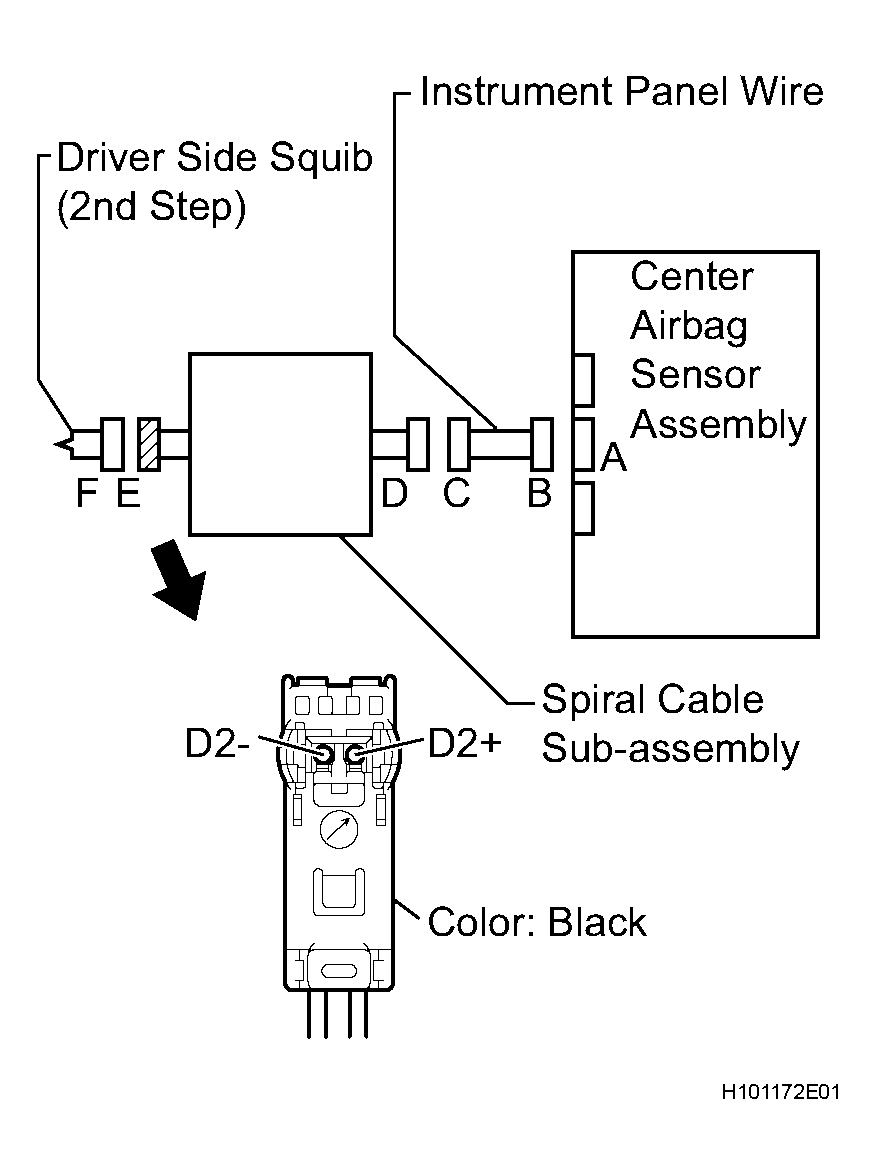 Instrument Panel Wire
Driver Side Squib
(2nd Step)
Center
Airbag
Sensor
Assembly
A
F E D C B
Spiral Cable
Sub-assembly
D2- D2+
Color: Black
H101172E01